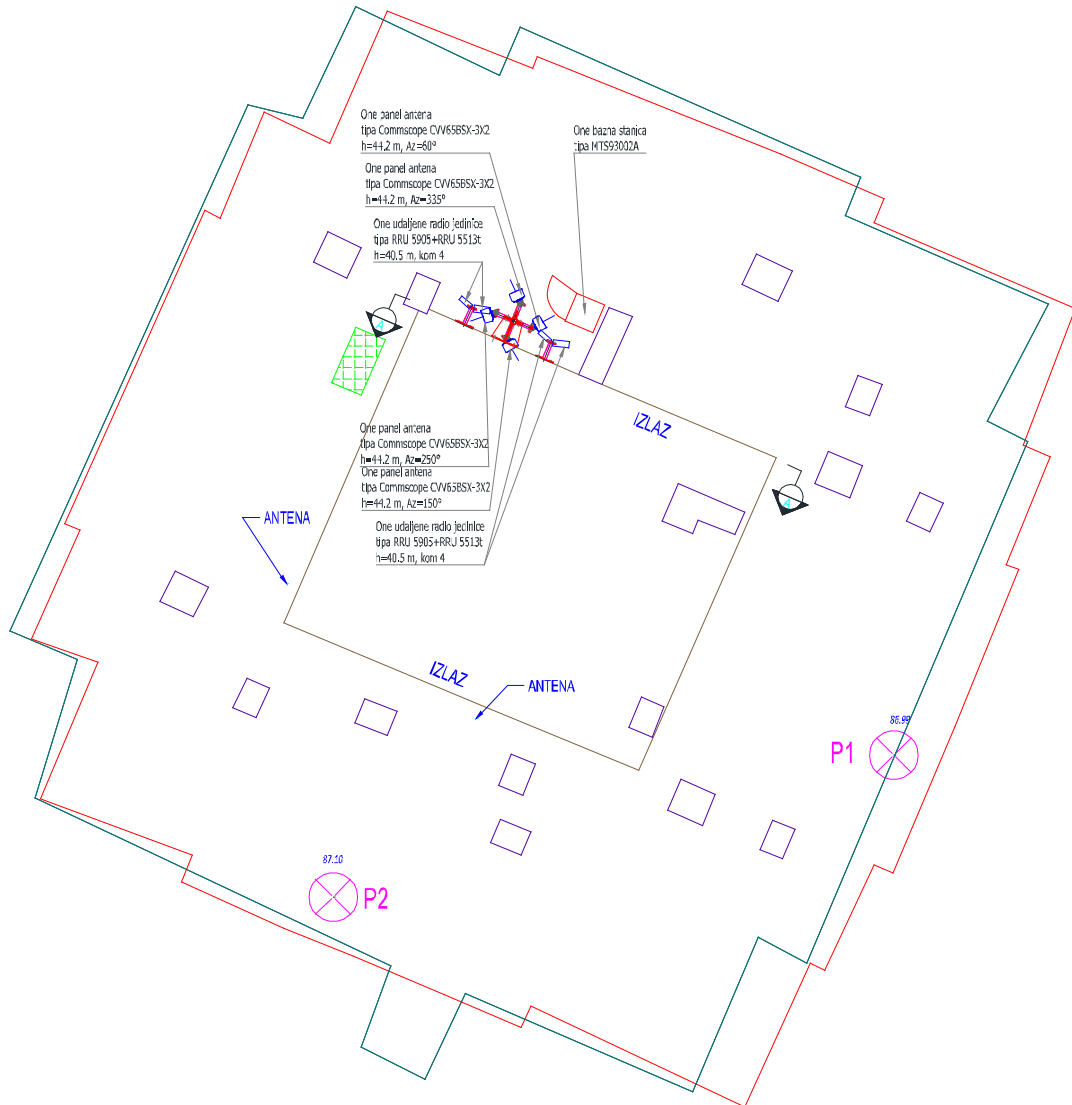 One panel antena
tipa Commscope CVV65BSX-3X2
h=44.2 m, Az=60°
One panel antena
tipa Commscope CVV65BSX-3X2
h=44.2 m, Az=335°
One udaljene radio jedinice
tipa RRU 5905+RRU 5513t
h=40.5 m, kom 4
One bazna stanica
tipa MTS93002A
A
IZLAZ
One panel antena
tipa Commscope CVV65BSX-3X2
h=44.2 m, Az=250°
One panel antena
tipa Commscope CVV65BSX-3X2
h=44.2 m, Az=150°
A
ANTENA
One udaljene radio jedinice
tipa RRU 5905+RRU 5513t
h=40.5 m, kom 4
IZLAZ
ANTENA
86.99
P1
87.10
P2